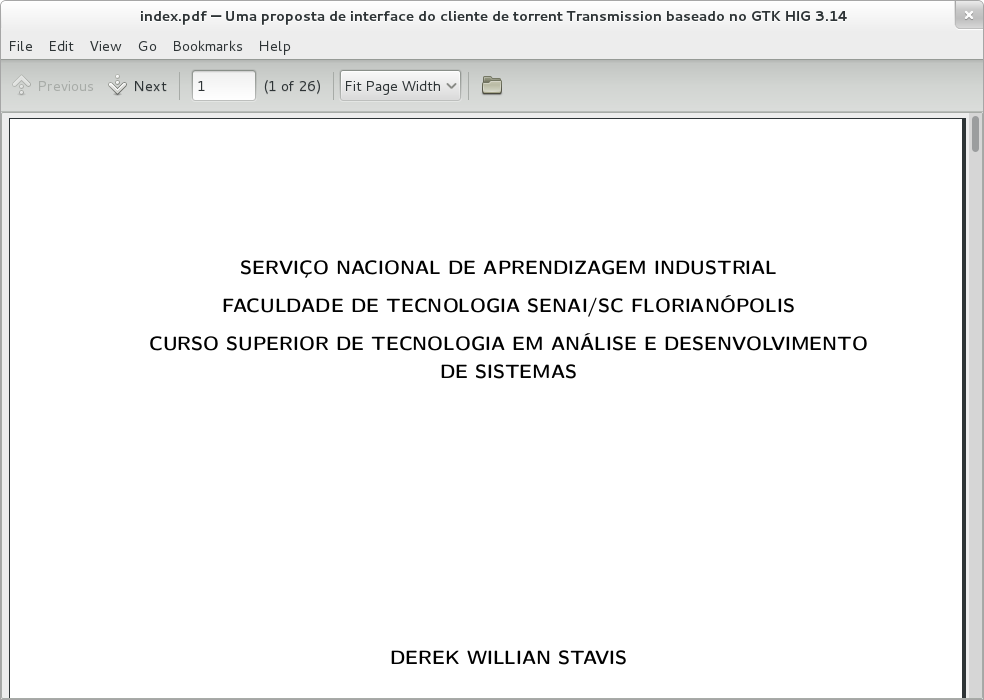 index.pdf — Uma proposta de interface do cliente de torrent Transmission baseado no GTK HIG 3.14
File Edit View Go Bookmarks Help
Previous Next 1 (1 of 26) Fit Page Width
SERVIÇO NACIONAL DE APRENDIZAGEM INDUSTRIAL
FACULDADE DE TECNOLOGIA SENAI/SC FLORIANÓPOLIS
CURSO SUPERIOR DE TECNOLOGIA EM ANÁLISE E DESENVOLVIMENTO
DE SISTEMAS
DEREK WILLIAN STAVIS